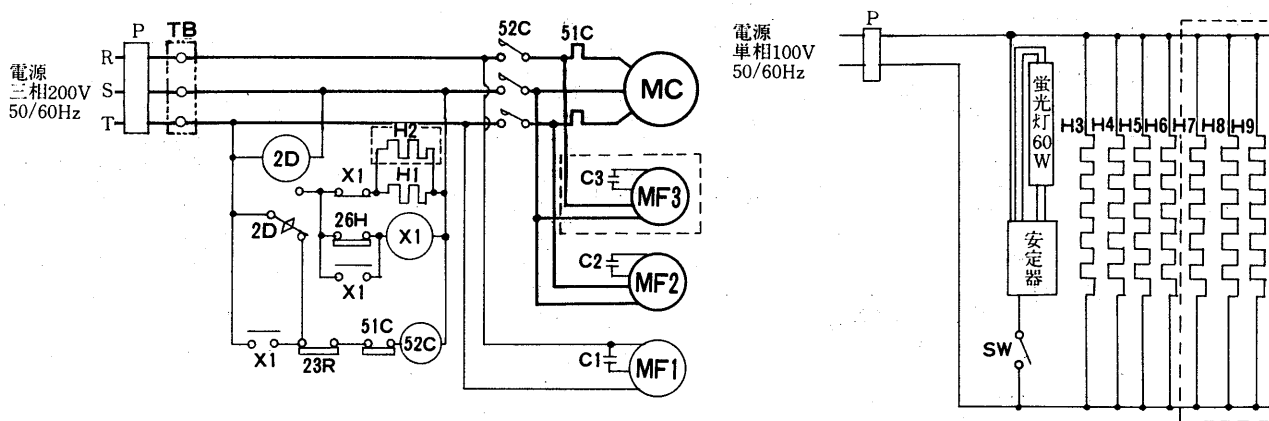 P
TB
52C
51C
電源
三相200V
50/60Hz
R
S
T
MC
H2
2D
X1
H1
C3
MF3
26H
X1
2D
X1
C2
MF2
X1
23R
51C
52C
C1
MF1
電源
単相100V
50/60Hz
P
蛍光灯60W
安定器
SW
H3
H4
H5
H6
H7
H8
H9